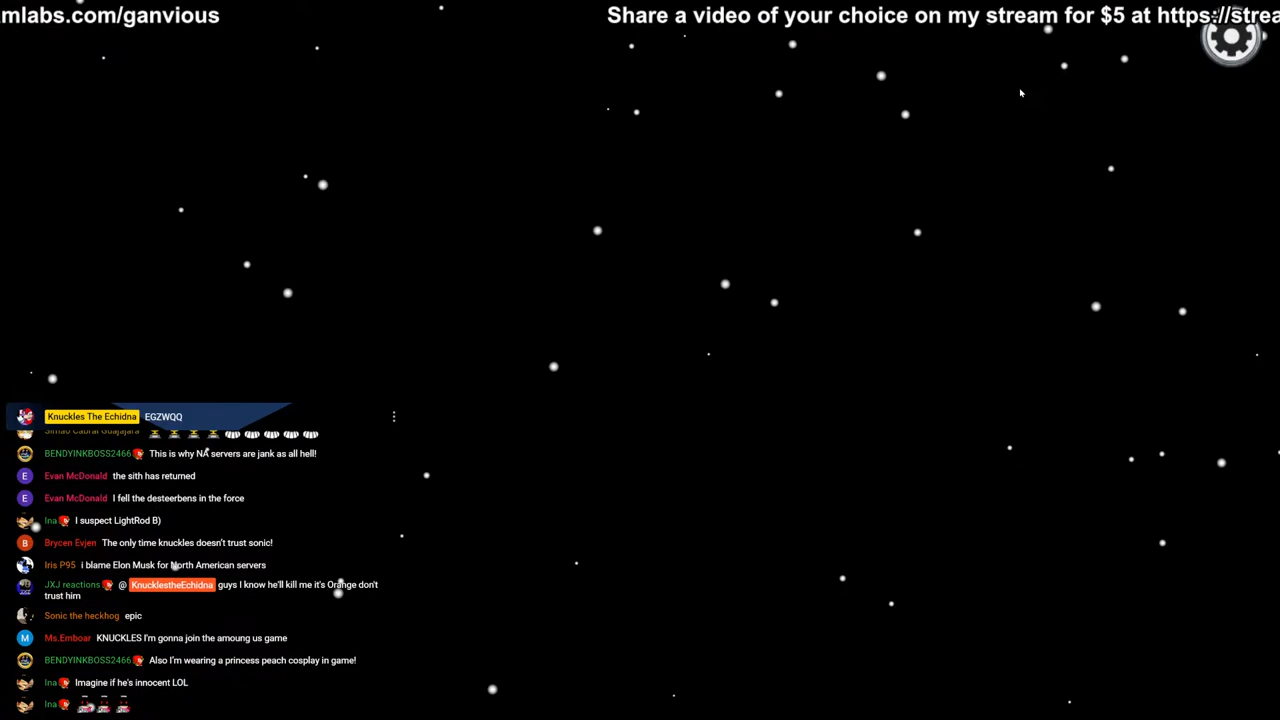 mlabs.com/ganvious
Share a video of your choice on my stream for $5 at https://strea
Knuckles The Echidna EGZWQQ
Simao Cabral Guajajara
BENDYINKBOSS2466 This is why NA servers are jank as all hell!
Evan McDonald the sith has returned
Evan McDonald I fell the desteerbens in the force
Ina I suspect LightRod B)
Brycen Evjen The only time knuckles doesn't trust sonic!
Iris P95 i blame Elon Musk for North American servers
JXJ reactions @ KnucklestheEchidna guys I know he'll kill me it's Orange don't
trust him
Sonic the heckhog epic
M Ms.Emboar KNUCKLES I'm gonna join the amoung us game
BENDYINKBOSS2466 Also I'm wearing a princess peach cosplay in game!
Ina Imagine if he's innocent LOL
Ina